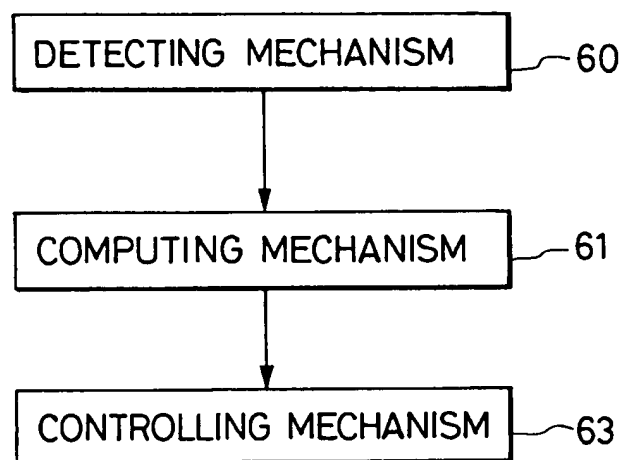 DETECTING MECHANISM 60
COMPUTING MECHANISM 61
CONTROLLING MECHANISM 63